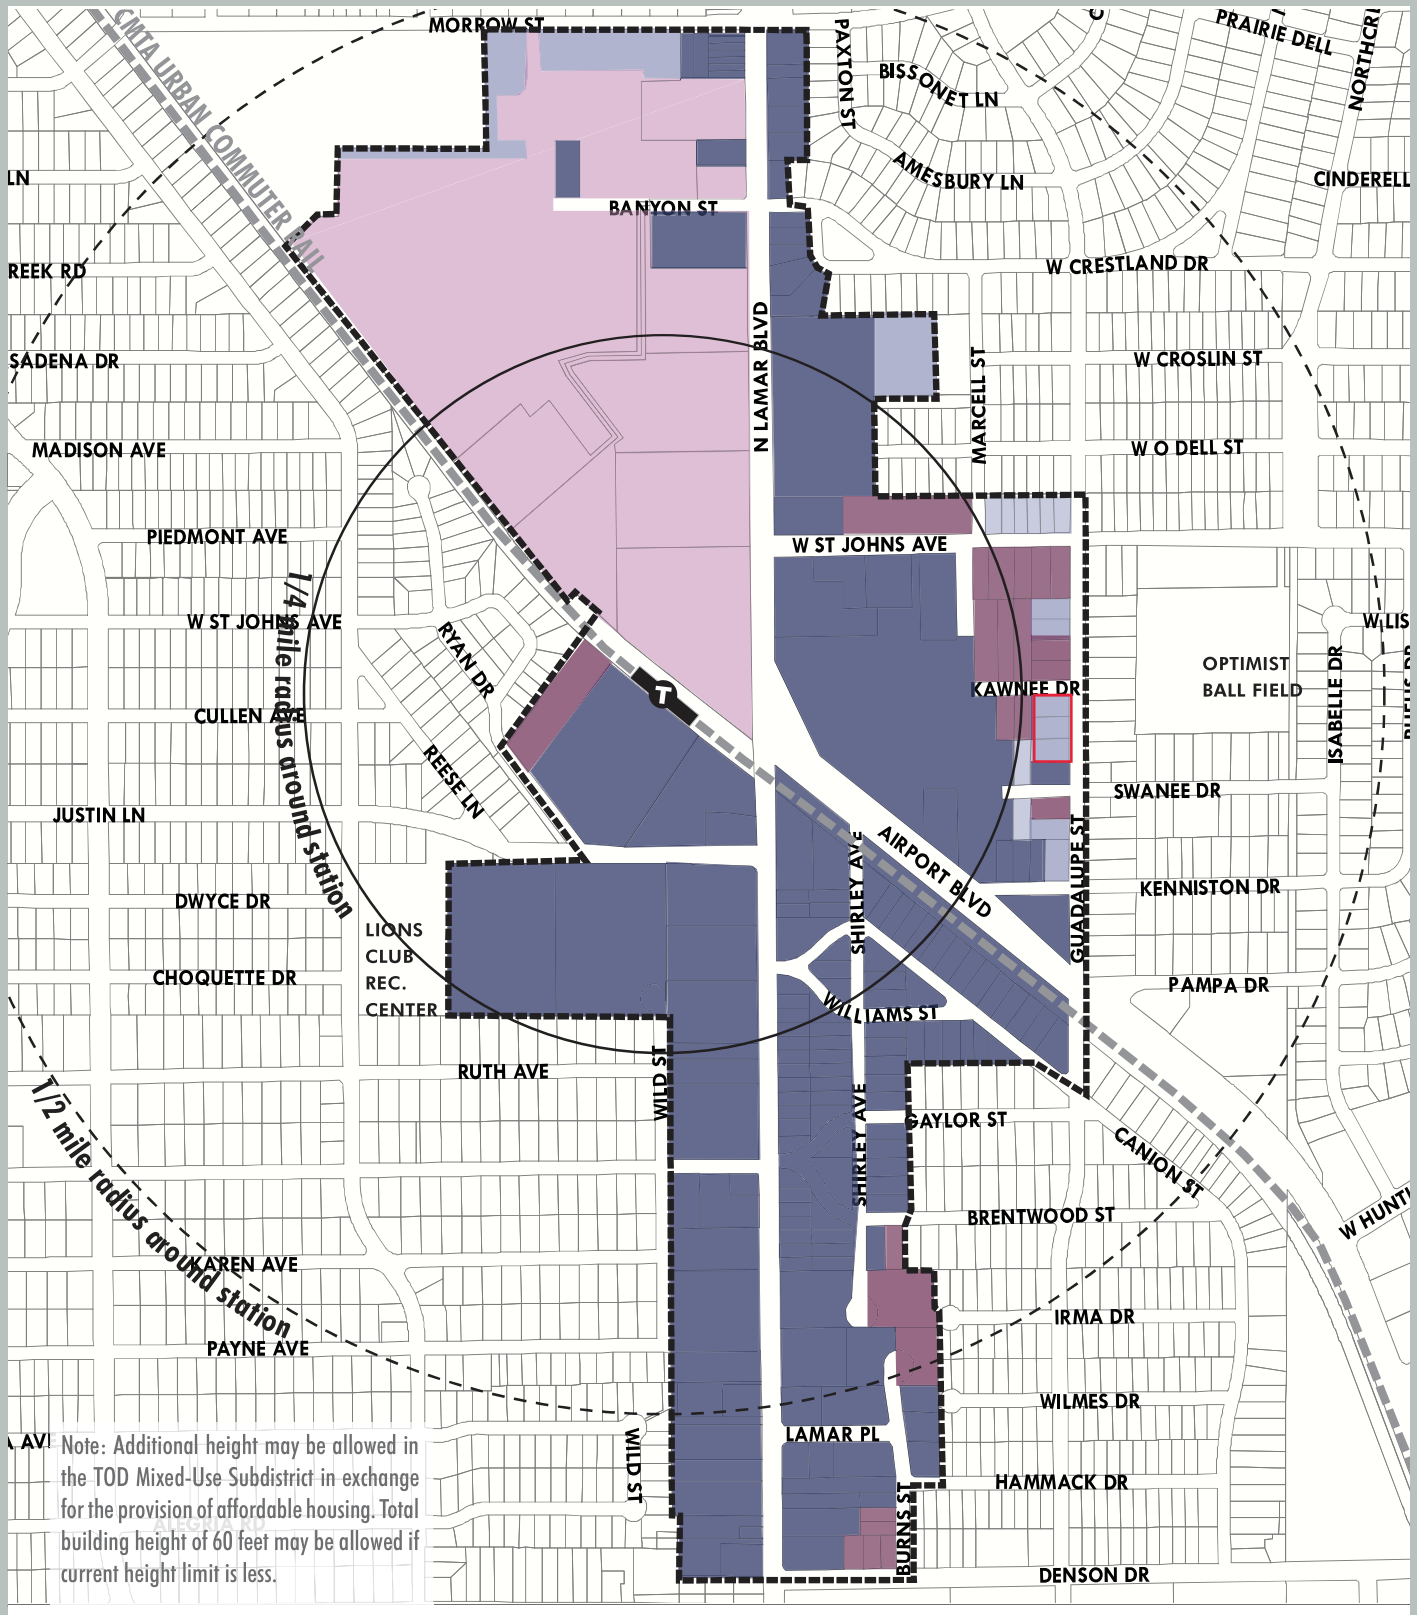 MORROW ST
PAXTON ST
PRAIRIE DELL
NORTHCRI
C
CMTA URBAN COMMUTER RAIL
BISSONET LN
AMESBURY LN
LN
CINDERELL
BANYON ST
REEK RD
W CRESTLAND DR
SADENA DR
N LAMAR BLVD
MARCELL ST
W CROSLIN ST
MADISON AVE
W O DELL ST
PIEDMONT AVE
W ST JOHNS AVE
1/4 mile radius around station
W ST JOHNS AVE
RYAN DR
W LIS
OPTIMIST
BALL FIELD
ISABELLE DR
RUFUS DR
KAWNEE DR
T
CULLEN AVE
REESE LN
SWANEE DR
JUSTIN LN
SHIRLEY AVE
AIRPORT BLVD
GUADALUPE ST
KENNISTON DR
DWYCE DR
LIONS
CLUB
REC.
CENTER
CHOQUETTE DR
PAMPA DR
WILLIAMS ST
RUTH AVE
WILD ST
SHIRLEY AVE
GAYLOR ST
CANION ST
1/2 mile radius around station
BRENTWOOD ST
W HUNTL
KAREN AVE
IRMA DR
PAYNE AVE
WILMES DR
A AVE
LAMAR PL
WILD ST
HAMMACK DR
BURNS ST
DENSON DR
ALEGRIA RD
Note: Additional height may be allowed in
the TOD Mixed-Use Subdistrict in exchange
for the provision of affordable housing. Total
building height of 60 feet may be allowed if
current height limit is less.